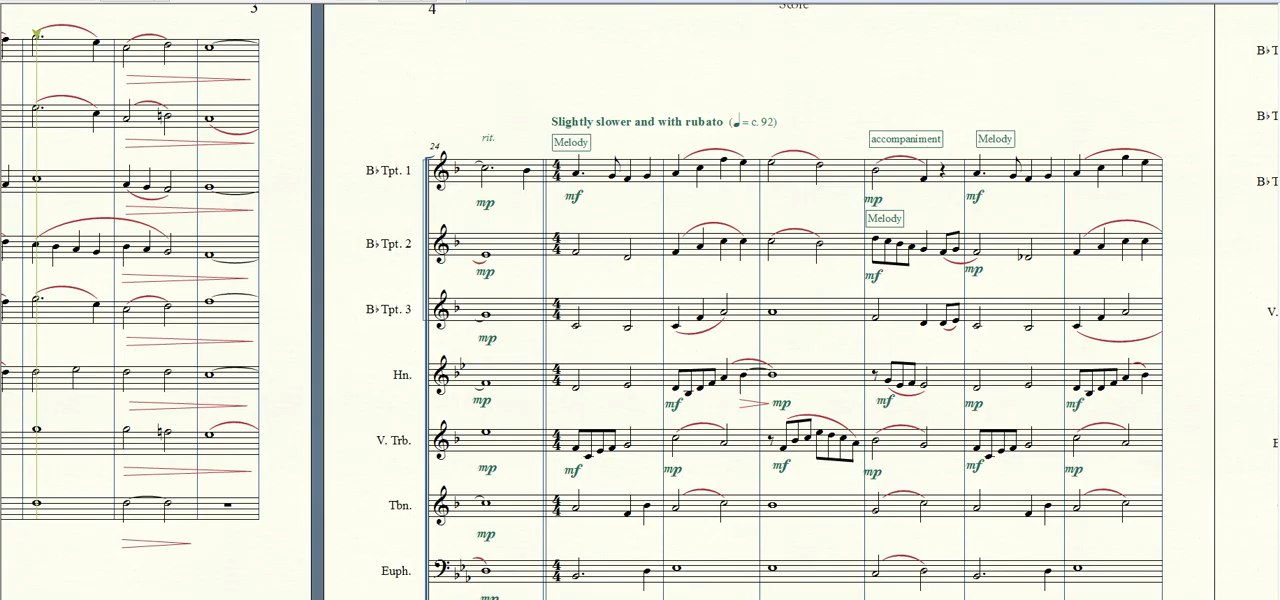 3
4
Slightly slower and with rubato (♩= c. 92)
rit.
Melody
accompaniment
Melody
24
B♭ Tpt. 1
mp
mf
mp
mf
Melody
B♭ Tpt. 2
mp
mf
mp
B♭ Tpt. 3
mp
Hn.
mp
mf
mp
mf
mp
mf
V. Trb.
mp
mf
mp
mf
mp
mf
mp
Tbn.
mp
Euph.
mp
B♭T
B♭T
B♭T
V.